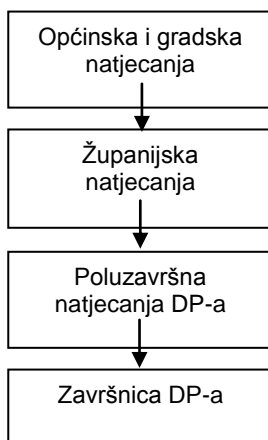 Općinska i gradska
natjecanja
Županijska
natjecanja
Poluzavršna
natjecanja DP-a
Završnica DP-a